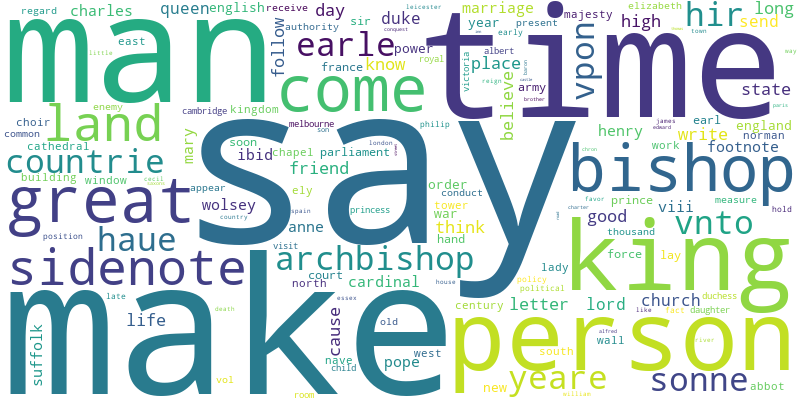 man
time
say
make
king
person
great
bishop
come
land
sidenote
archbishop
countrie
haue
earle
hir
vnto
vpon
yeare
sonne
regard
charles
queen
english
receive
day
leicester
marriage
majesty
elizabeth
long
authority
sir
duke
year
present
early
high
send
east
little
follow
power
albert
town
france
know
royal
place
victoria
believe
state
enemy
army
reign
brother
paris
cambridge
kingdom
choir
common
melbourne
son
philip
james
edward
earl
england
norman
henry
write
footnote
cathedral
mary
soon
ibid
chapel
london
parliament
work
building
window
cecil
friend
ely
order
conduct
prince
viii
measure
appear
wolsey
country
spain
princess
tower
war
think
good
thousand
hold
charter
favor
position
anne
visit
hand
force
lay
court
house
lady
policy
political
north
cardinal
late
essex
death
century
letter
lord
church
duchess
like
fact
daughter
suffolk
life
cause
old
alfred
wall
nave
west
child
pope
south
river
vol
room
new
william
abbot